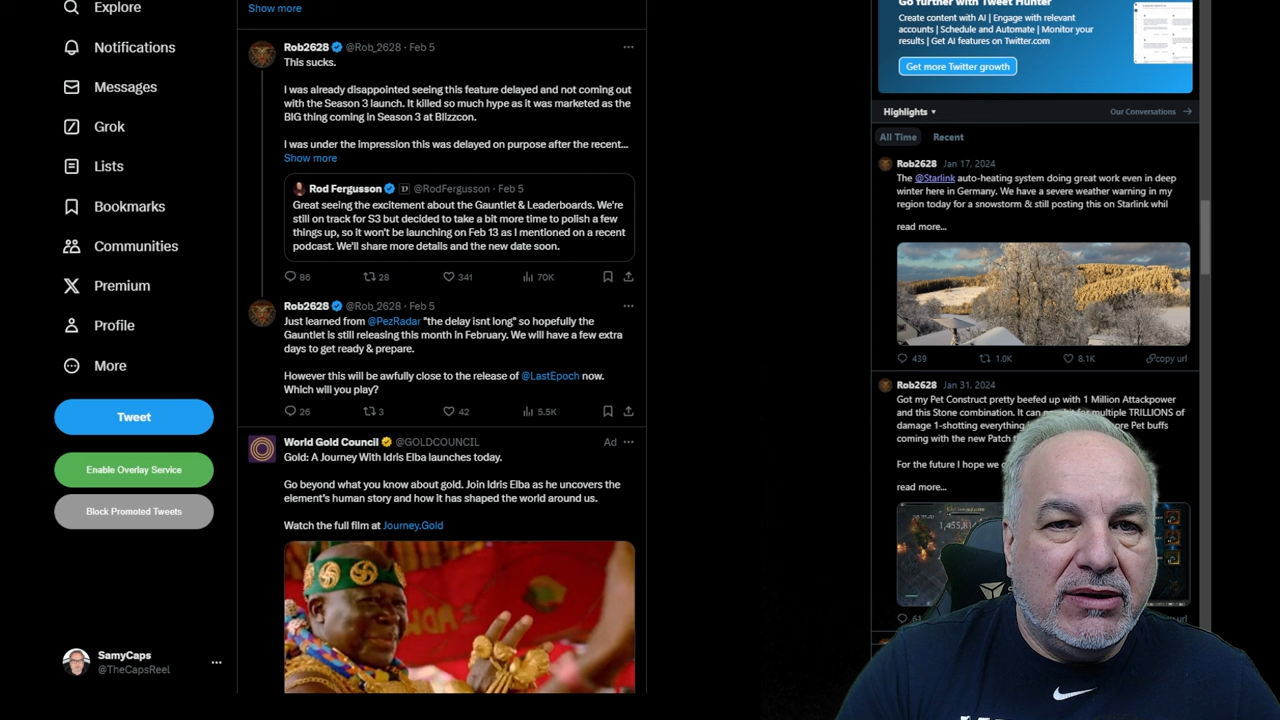 Explore
Notifications
Messages
Grok
Lists
Bookmarks
Communities
Premium
Profile
More
Tweet
Enable Overlay Service
Block Promoted Tweets
SamyCaps
@TheCapsReel
Show more
Rob2628 @Rob_2628 · Feb 5
This sucks.
I was already disappointed seeing this feature delayed and not coming out
with the Season 3 launch. It killed so much hype as it was marketed as the
BIG thing coming in Season 3 at Blizzcon.
I was under the impression this was delayed on purpose after the recent...
Show more
Rod Fergusson @RodFergusson · Feb 5
Great seeing the excitement about the Gauntlet & Leaderboards. We're
still on track for S3 but decided to take a bit more time to polish a few
things up, so it won't be launching on Feb 13 as I mentioned on a recent
podcast. We'll share more details and the new date soon.
86 28 341 70K
Rob2628 @Rob_2628 · Feb 5
Just learned from @PezRadar "the delay isnt long" so hopefully the
Gauntlet is still releasing this month in February. We will have a few extra
days to get ready & prepare.
However this will be awfully close to the release of @LastEpoch now.
Which will you play?
26 3 42 5.5K
World Gold Council @GOLDCOUNCIL Ad
Gold: A Journey With Idris Elba launches today.
Go beyond what you know about gold. Join Idris Elba as he uncovers the
element's human story and how it has shaped the world around us.
Watch the full film at Journey.Gold
Go further with Tweet Hunter
Create content with AI | Engage with relevant
accounts | Schedule and Automate | Monitor your
results | Get AI features on Twitter.com
Get more Twitter growth
Highlights ▾ Our Conversations →
All Time Recent
Rob2628 Jan 17, 2024
The @Starlink auto-heating system doing great work even in deep
winter here in Germany. We have a severe weather warning in my
region today for a snowstorm & still posting this on Starlink whil
read more...
439 1.0K 8.1K copy url
Rob2628 Jan 31, 2024
Got my Pet Construct pretty beefed up with 1 Million Attackpower
and this Stone combination. It can hit for multiple TRILLIONS of
damage 1-shotting everything ore Pet buffs
coming with the new Patch
For the future I hope we
read more...